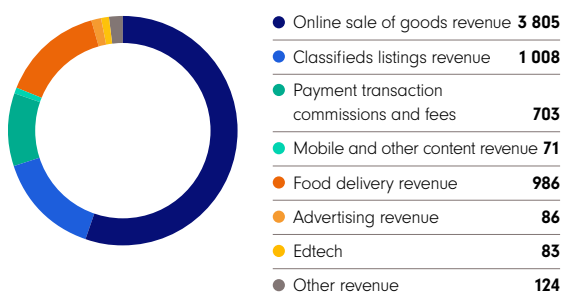 Online sale of goods revenue 3 805
Classifieds listings revenue 1 008
Payment transaction
commissions and fees 703
Mobile and other content revenue 71
Food delivery revenue 986
Advertising revenue 86
Edtech 83
Other revenue 124